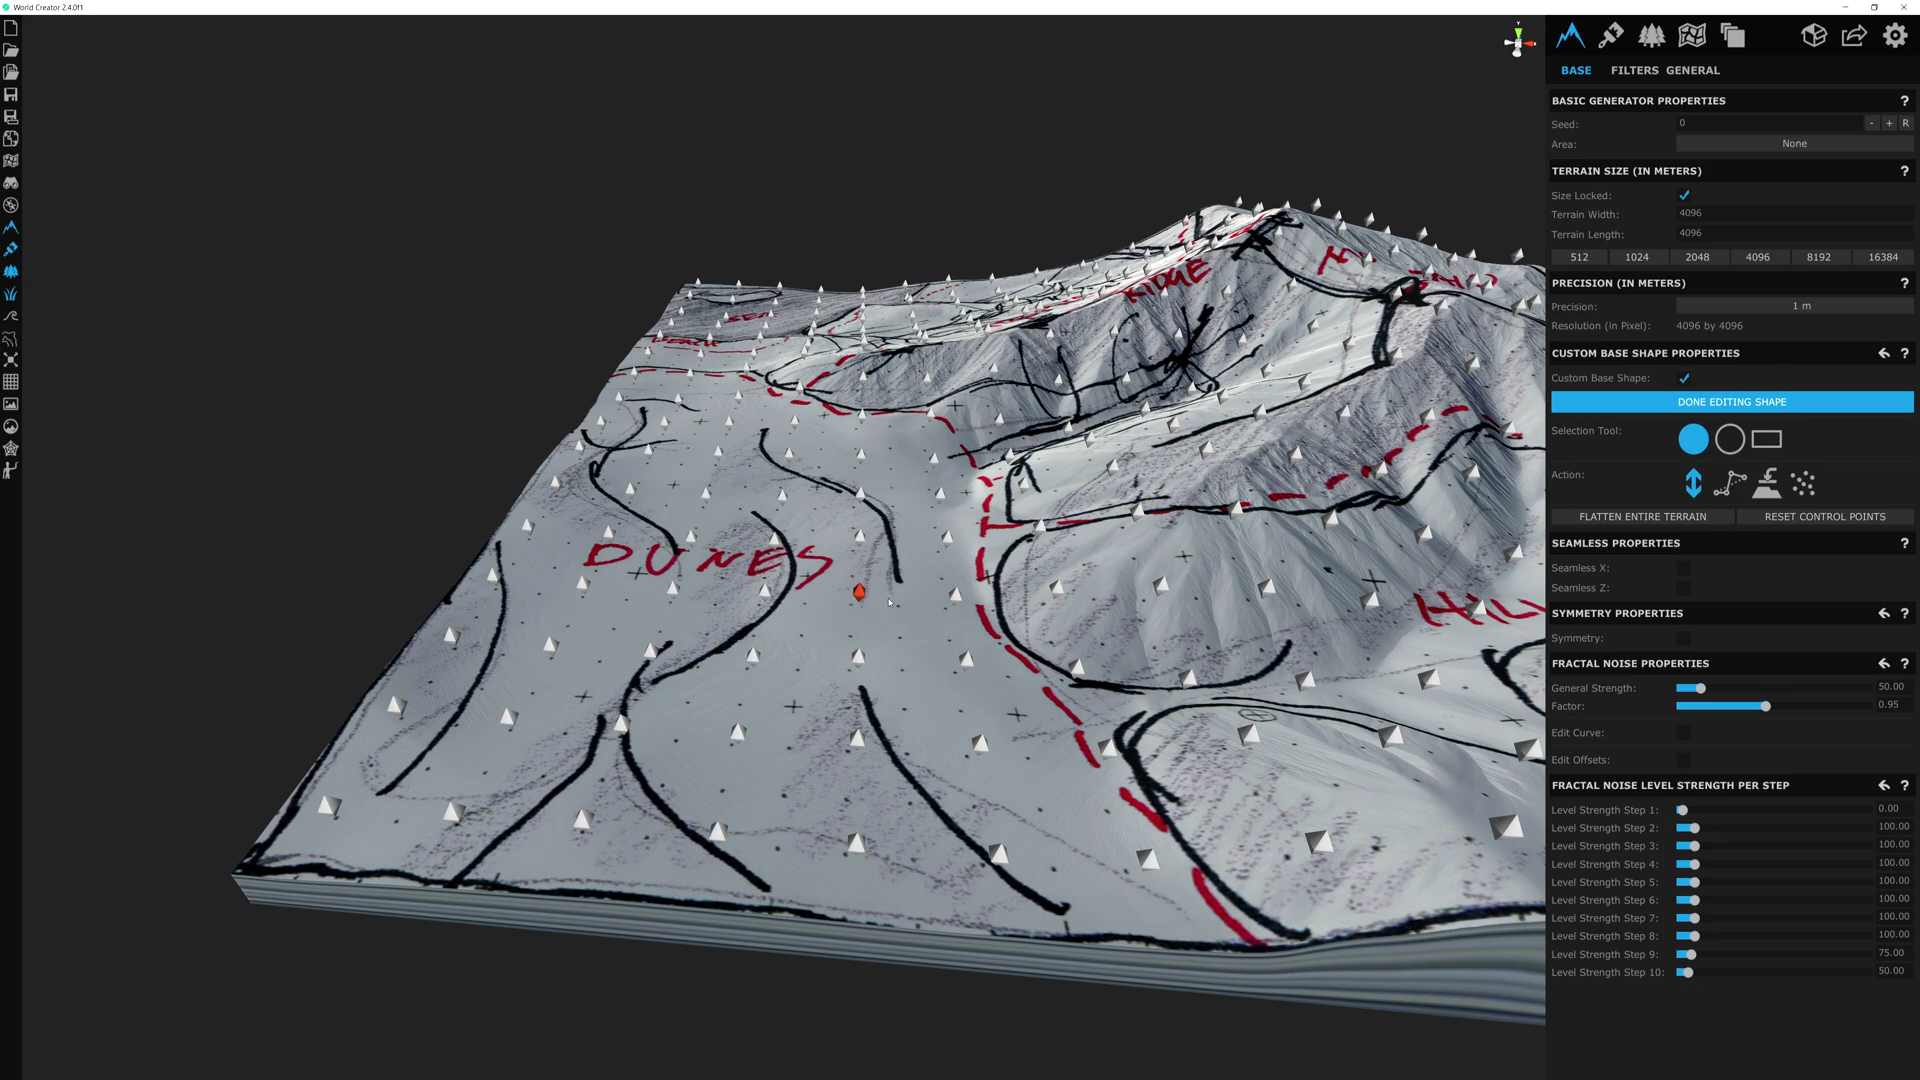 World Creator 2.4.0f1
BASE FILTERS GENERAL
BASIC GENERATOR PROPERTIES ?
Seed: 0 - + R
Area: None
TERRAIN SIZE (IN METERS) ?
Size Locked:
Terrain Width: 4096
Terrain Length: 4096
512 1024 2048 4096 8192 16384
PRECISION (IN METERS) ?
Precision: 1 m
Resolution (in Pixel): 4096 by 4096
CUSTOM BASE SHAPE PROPERTIES ?
Custom Base Shape:
DONE EDITING SHAPE
Selection Tool:
Action:
FLATTEN ENTIRE TERRAIN RESET CONTROL POINTS
SEAMLESS PROPERTIES ?
Seamless X:
Seamless Z:
SYMMETRY PROPERTIES ?
Symmetry:
FRACTAL NOISE PROPERTIES ?
General Strength: 50.00
Factor: 0.95
Edit Curve:
Edit Offsets:
FRACTAL NOISE LEVEL STRENGTH PER STEP ?
Level Strength Step 1: 0.00
Level Strength Step 2: 100.00
Level Strength Step 3: 100.00
Level Strength Step 4: 100.00
Level Strength Step 5: 100.00
Level Strength Step 6: 100.00
Level Strength Step 7: 100.00
Level Strength Step 8: 100.00
Level Strength Step 9: 75.00
Level Strength Step 10: 50.00
RIDGE
SEA
BEACH
DUNES